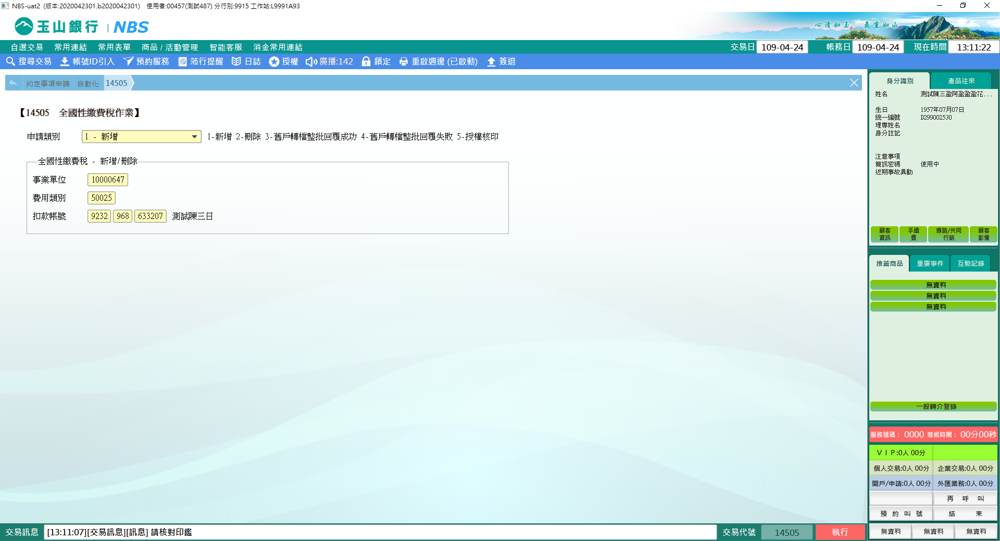 NBS-uat2 (版本:2020042301.b2020042301) 使用者:00457(測試487) 分行別:9915 工作站:L9991A93
玉山銀行 | NBS
心清如玉 義重如山
自選交易 常用連結 常用表單 商品 / 活動管理 智能客服 消金常用連結 交易日 109-04-24 帳務日 109-04-24 現在時間 13:11:22
搜尋交易 帳號ID引入 預約服務 蒞行提醒 日誌 授權 廣播:142 鎖定 重啟週邊 (已啟動) 簽退
約定事項申請 自動化 14505
【14505 全國性繳費稅作業】
申請類別 1 - 新增 1-新增 2-刪除 3-舊戶轉檔整批回覆成功 4-舊戶轉檔整批回覆失敗 5-授權核印
全國性繳費稅 - 新增/刪除
事業單位 10000647
費用類別 50025
扣款帳號 9232 968 633207 測試陳三日
身分識別 產品往來
姓名 測試陳三盈阿盈盈盈花...
生日 1957年07月07日
統一編號 D299002530
理專姓名
身分註記
注意事項
簡訊密碼 使用中
近期事故異動
顧客資訊 手續費 通路/共同行銷 顧客影像
推薦商品 重要事件 互動記錄
無資料
無資料
無資料
一般轉介登錄
服務號碼： 0000 等候時間： 00分00秒
ＶＩＰ:0人 00分
個人交易:0人 00分 企業交易:0人 00分
開戶/申請:0人 00分 外匯業務:0人 00分
再 呼 叫
預 約 叫 號 結 束
無資料 無資料 無資料
交易訊息 [13:11:07][交易訊息][訊息] 請核對印鑑 交易代號 14505 執行